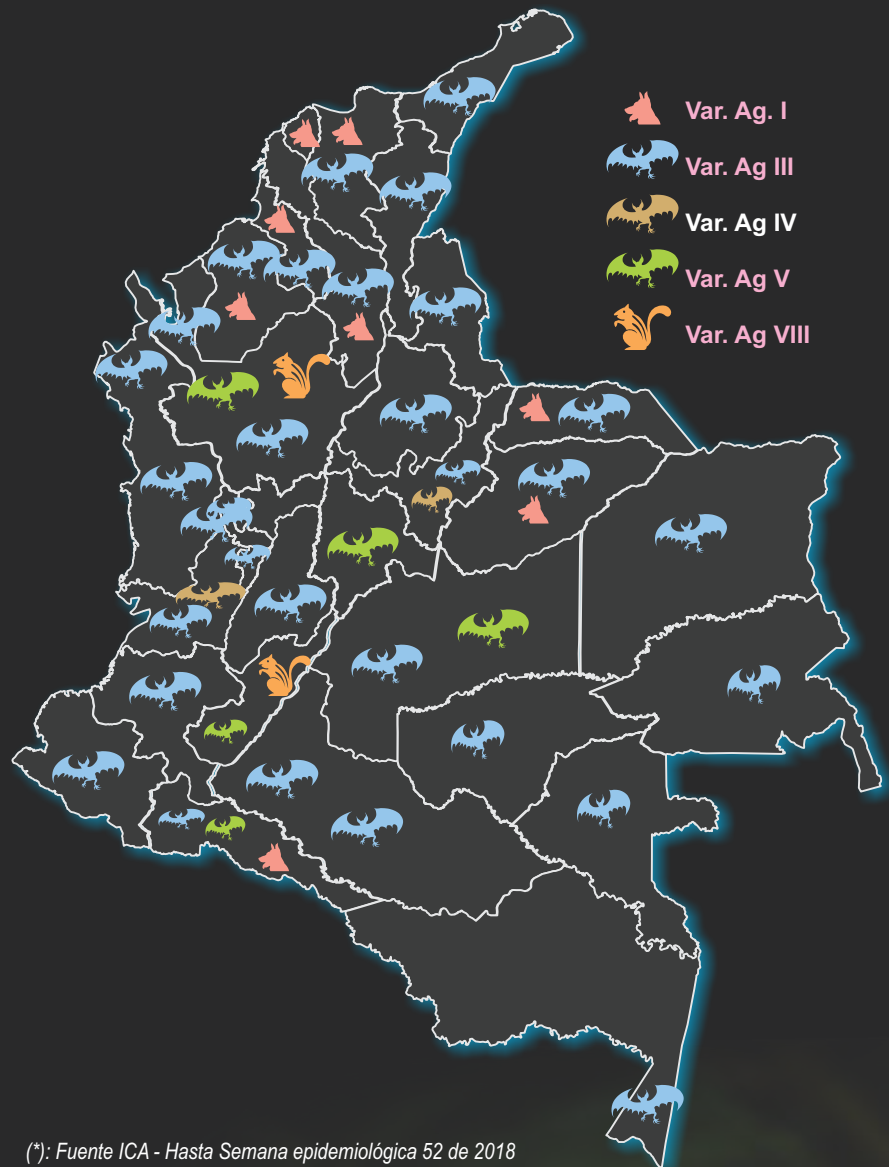 Var. Ag. I
Var. Ag III
Var. Ag IV
Var. Ag V
Var. Ag VIII
(*): Fuente ICA - Hasta Semana epidemiológica 52 de 2018